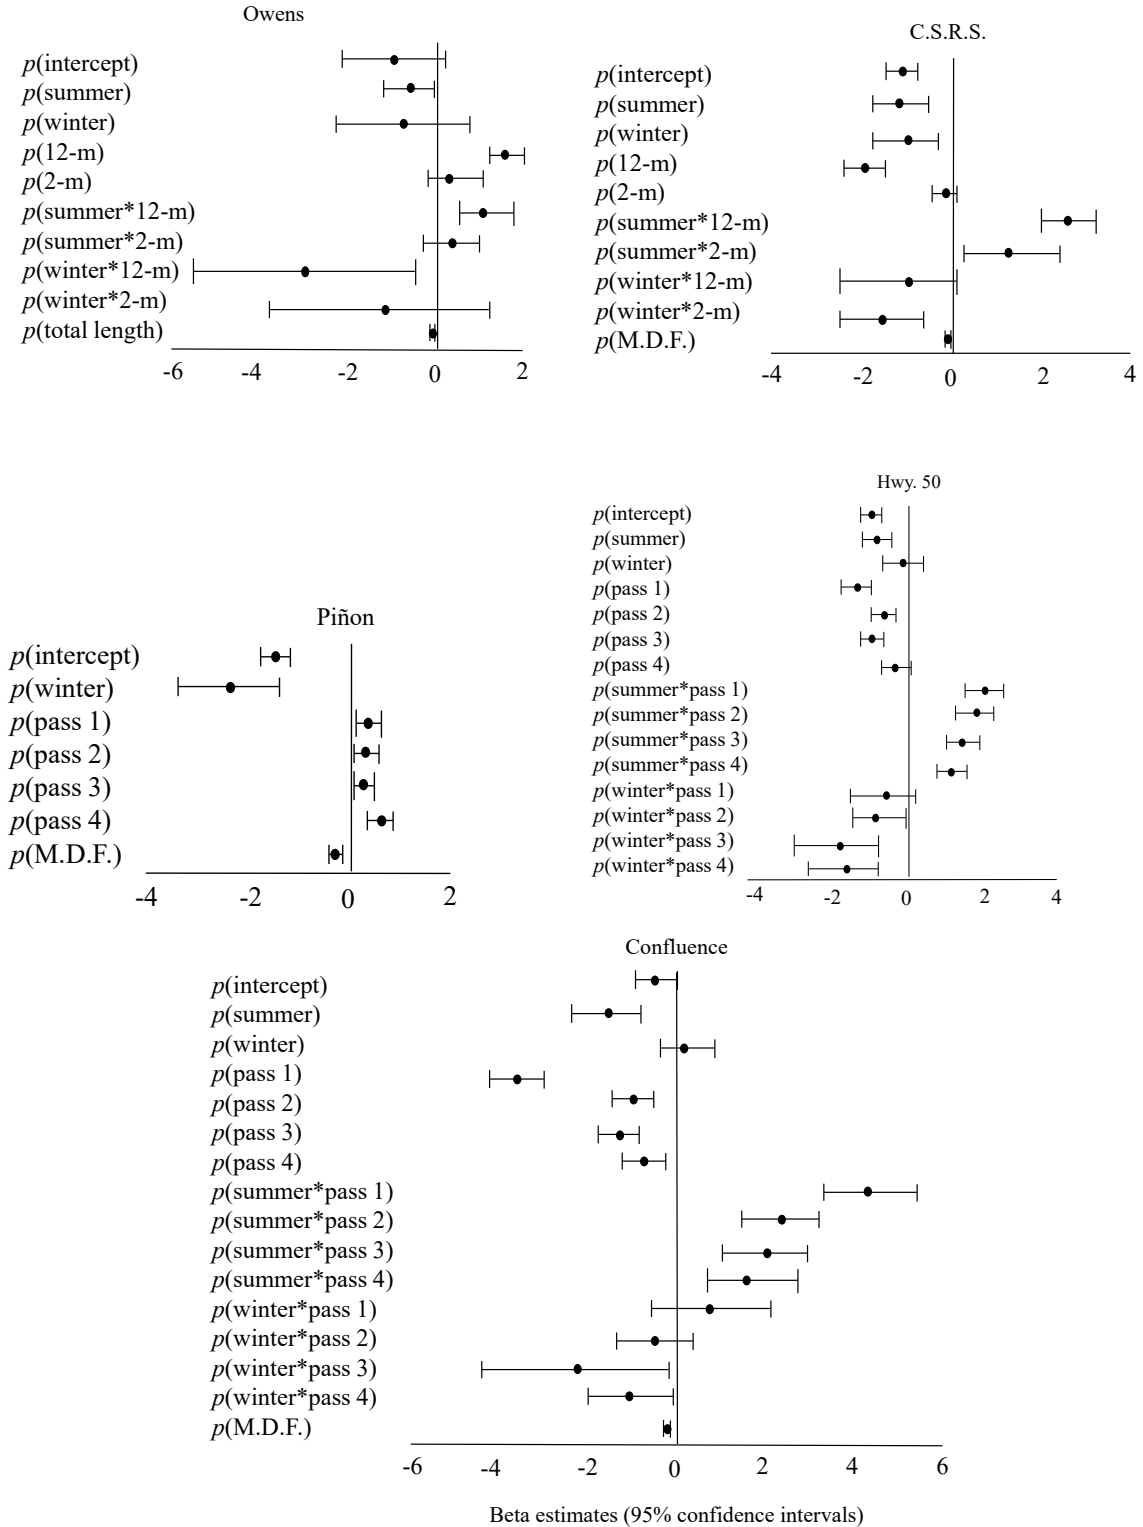 Owens
p(intercept)
p(summer)
p(winter)
p(12-m)
p(2-m)
p(summer*12-m)
p(summer*2-m)
p(winter*12-m)
p(winter*2-m)
p(total length)
-6 -4 -2 0 2
C.S.R.S.
p(intercept)
p(summer)
p(winter)
p(12-m)
p(2-m)
p(summer*12-m)
p(summer*2-m)
p(winter*12-m)
p(winter*2-m)
p(M.D.F.)
-4 -2 0 2 4
Piñon
p(intercept)
p(winter)
p(pass 1)
p(pass 2)
p(pass 3)
p(pass 4)
p(M.D.F.)
-4 -2 0 2
Hwy. 50
p(intercept)
p(summer)
p(winter)
p(pass 1)
p(pass 2)
p(pass 3)
p(pass 4)
p(summer*pass 1)
p(summer*pass 2)
p(summer*pass 3)
p(summer*pass 4)
p(winter*pass 1)
p(winter*pass 2)
p(winter*pass 3)
p(winter*pass 4)
-4 -2 0 2 4
Confluence
p(intercept)
p(summer)
p(winter)
p(pass 1)
p(pass 2)
p(pass 3)
p(pass 4)
p(summer*pass 1)
p(summer*pass 2)
p(summer*pass 3)
p(summer*pass 4)
p(winter*pass 1)
p(winter*pass 2)
p(winter*pass 3)
p(winter*pass 4)
p(M.D.F.)
-6 -4 -2 0 2 4 6
Beta estimates (95% confidence intervals)